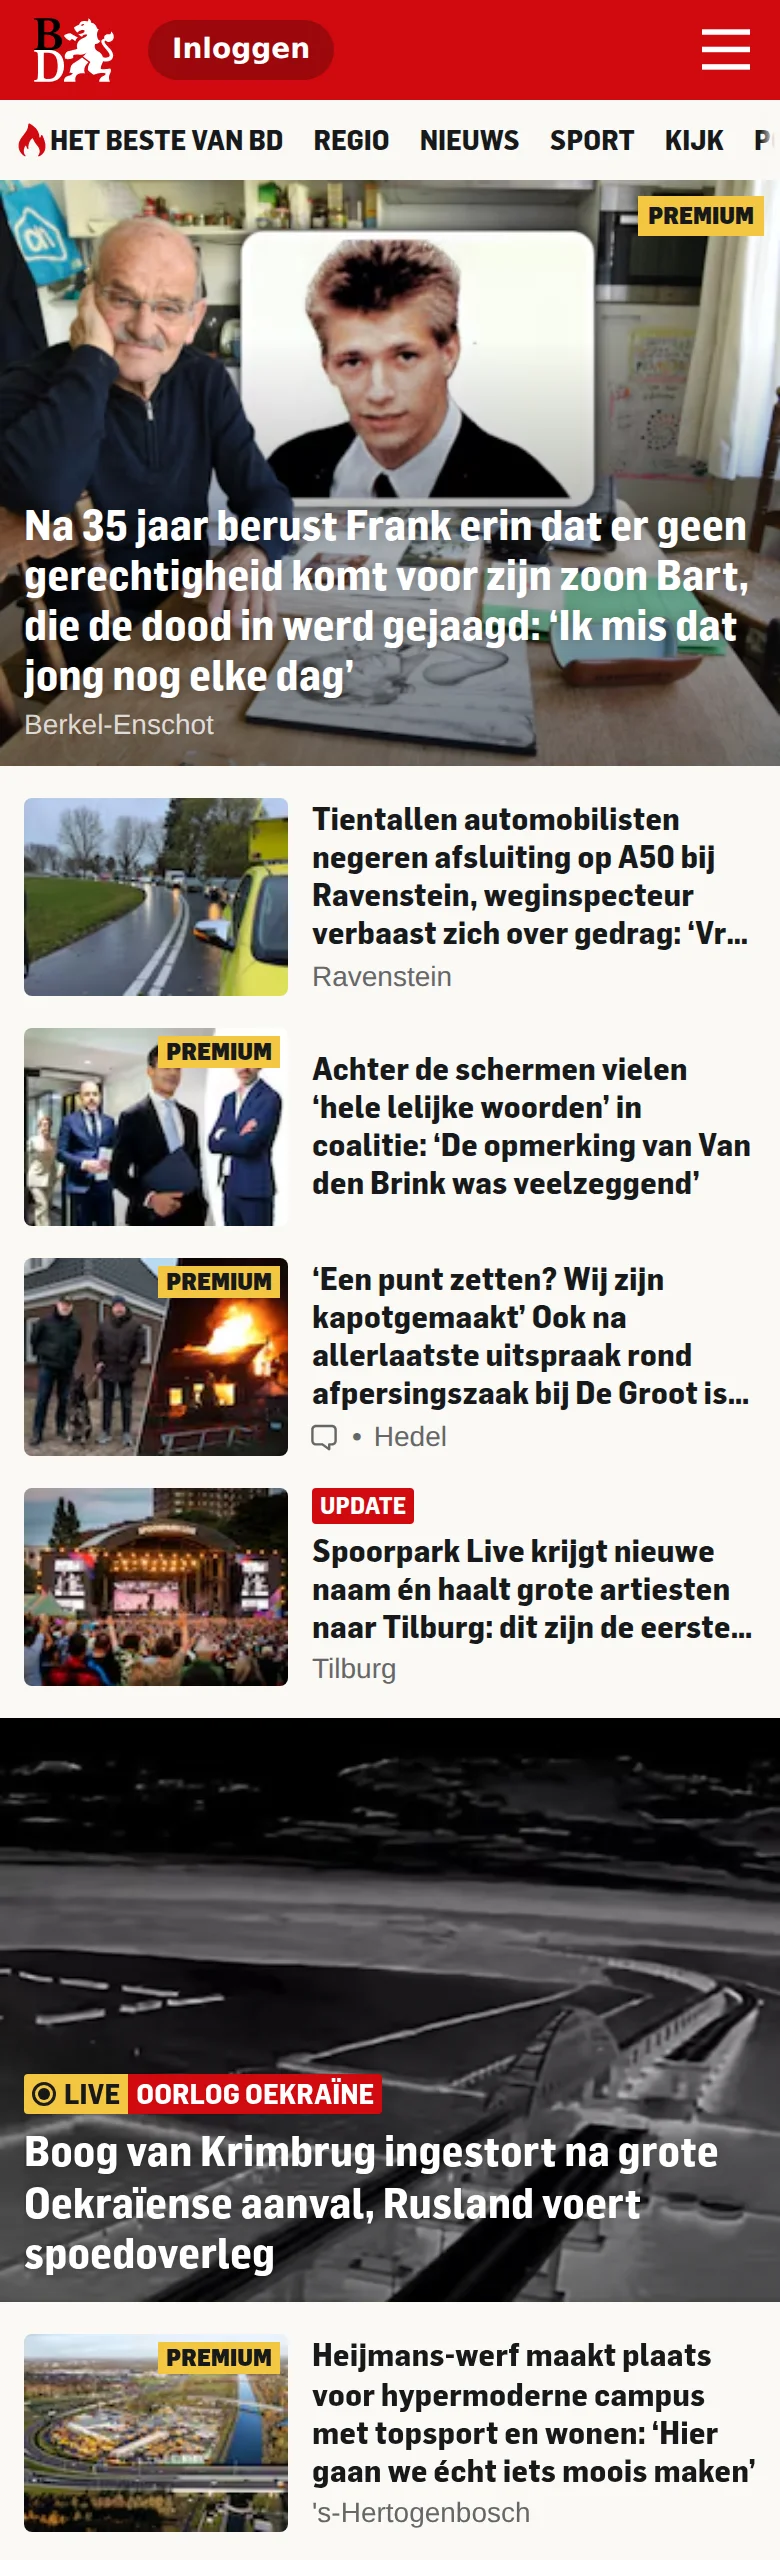 BD
Inloggen
HET BESTE VAN BD REGIO NIEUWS SPORT KIJK
PREMIUM
Na 35 jaar berust Frank erin dat er geen
gerechtigheid komt voor zijn zoon Bart,
die de dood in werd gejaagd: ‘Ik mis dat
jong nog elke dag’
Berkel-Enschot
Tientallen automobilisten
negeren afsluiting op A50 bij
Ravenstein, weginspecteur
verbaast zich over gedrag: ‘Vr...
Ravenstein
PREMIUM
Achter de schermen vielen
‘hele lelijke woorden’ in
coalitie: ‘De opmerking van Van
den Brink was veelzeggend’
PREMIUM
‘Een punt zetten? Wij zijn
kapotgemaakt’ Ook na
allerlaatste uitspraak rond
afpersingszaak bij De Groot is...
• Hedel
UPDATE
Spoorpark Live krijgt nieuwe
naam én haalt grote artiesten
naar Tilburg: dit zijn de eerste...
Tilburg
LIVE OORLOG OEKRAÏNE
Boog van Krimbrug ingestort na grote
Oekraïense aanval, Rusland voert
spoedoverleg
PREMIUM
Heijmans-werf maakt plaats
voor hypermoderne campus
met topsport en wonen: ‘Hier
gaan we écht iets moois maken’
's-Hertogenbosch